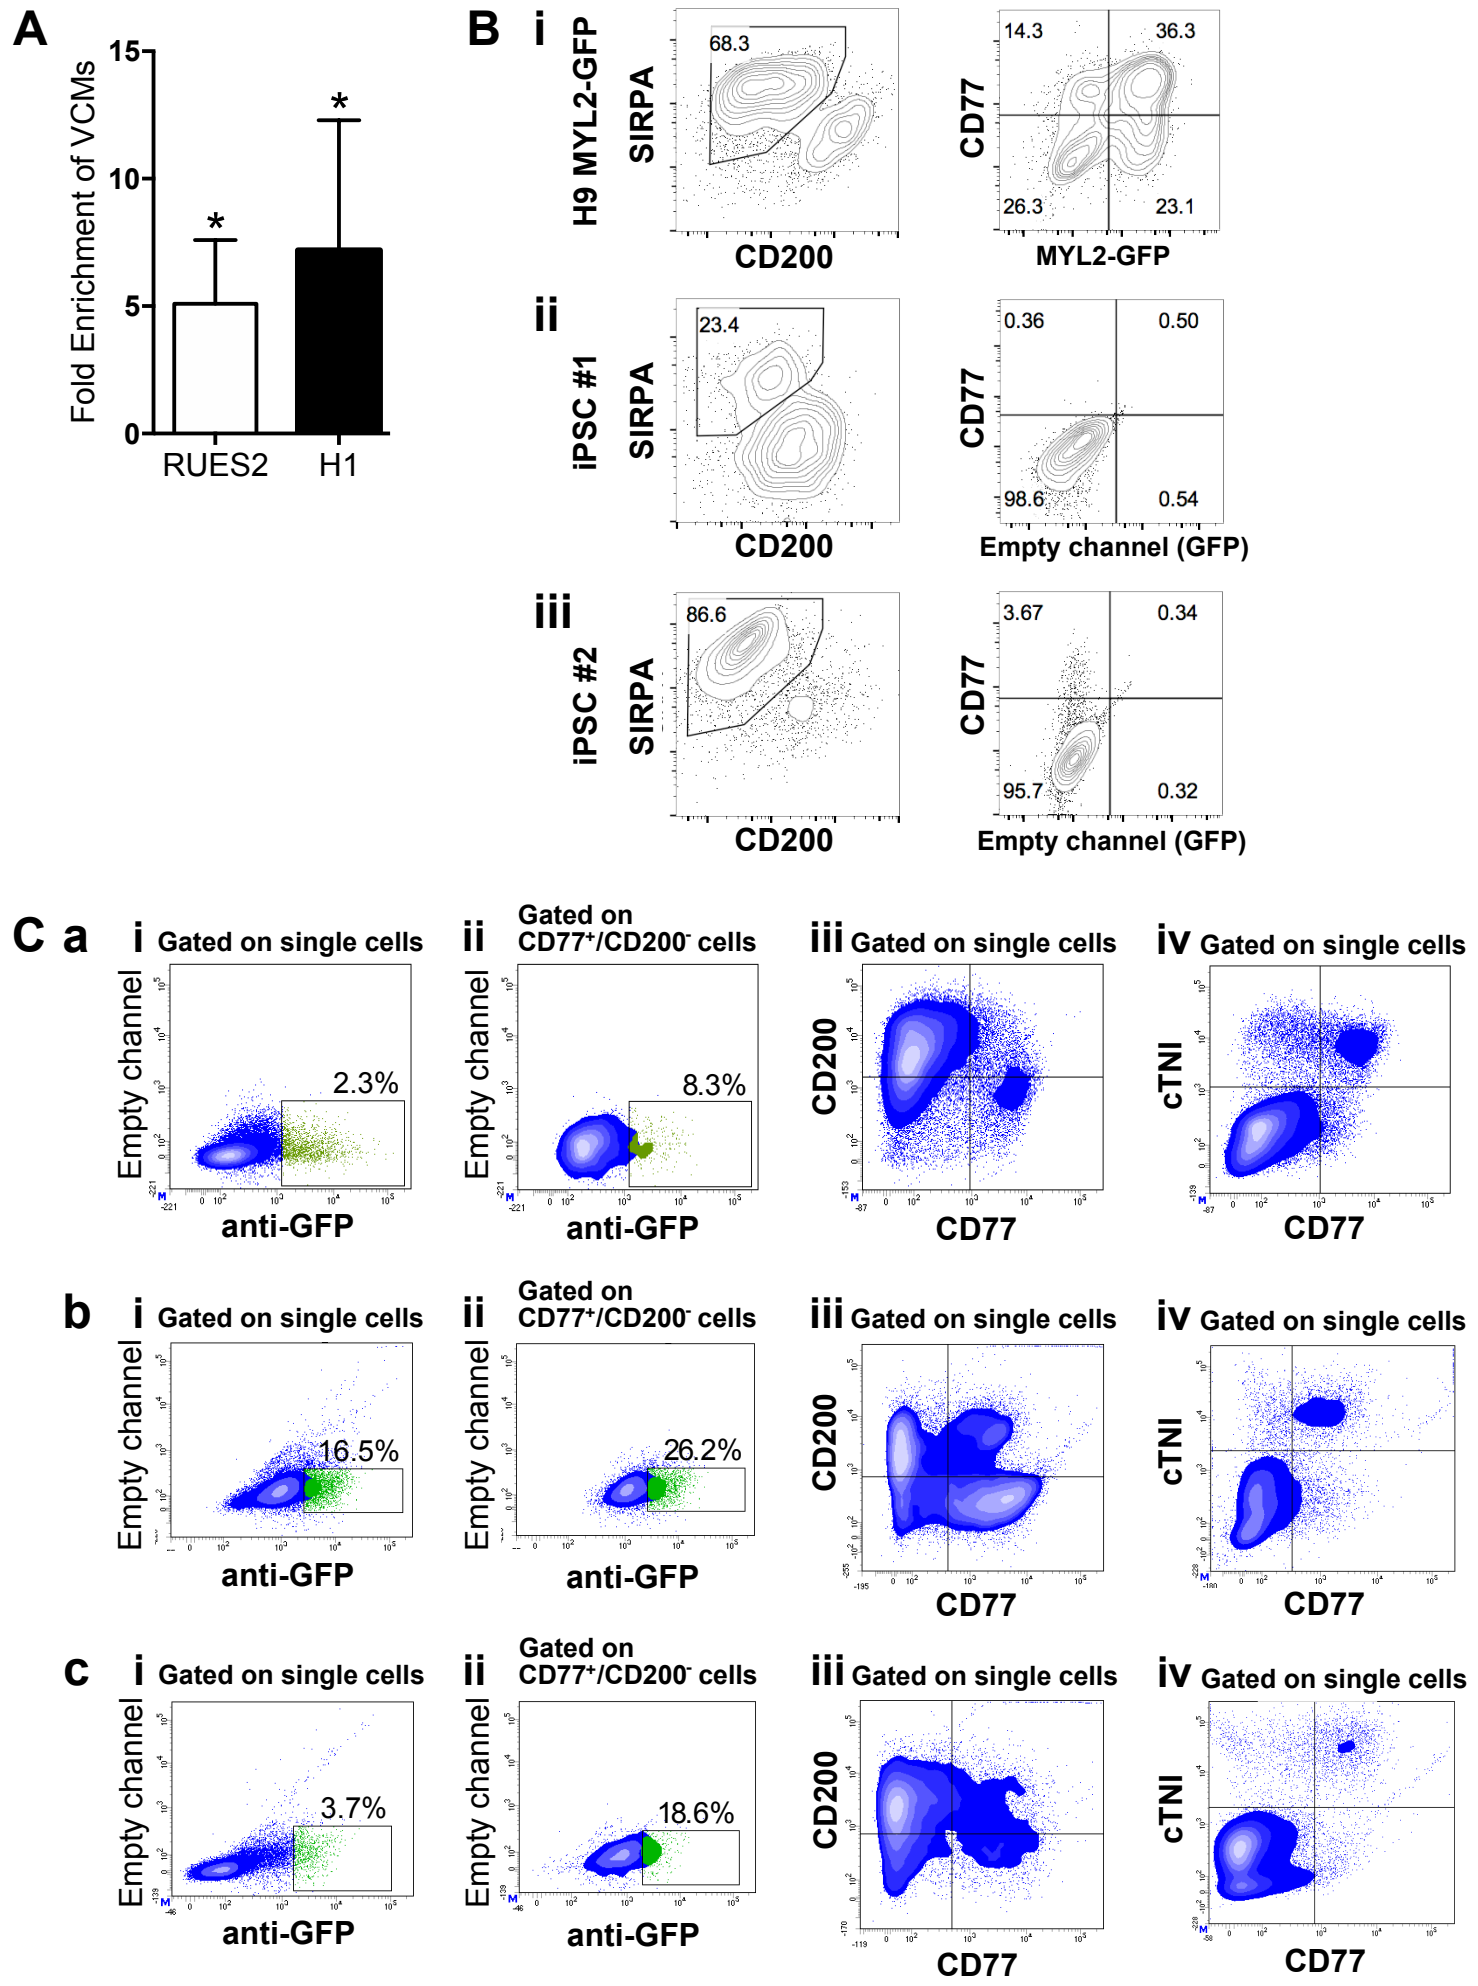 A
15
10
5
0
Fold Enrichment of VCMs
*
*
RUES2 H1
B
i
H9 MYL2-GFP
SIRPA
68.3
CD200
CD77
14.3 36.3
26.3 23.1
MYL2-GFP
ii
iPSC #1
SIRPA
23.4
CD200
CD77
0.36 0.50
98.6 0.54
Empty channel (GFP)
iii
iPSC #2
SIRPA
86.6
CD200
CD77
3.67 0.34
95.7 0.32
Empty channel (GFP)
C a
i Gated on single cells
Empty channel
2.3%
anti-GFP
ii Gated on
CD77⁺/CD200⁻ cells
Empty channel
8.3%
anti-GFP
iii Gated on single cells
CD200
CD77
iv Gated on single cells
cTNI
CD77
b
i Gated on single cells
Empty channel
16.5%
anti-GFP
ii Gated on
CD77⁺/CD200⁻ cells
Empty channel
26.2%
anti-GFP
iii Gated on single cells
CD200
CD77
iv Gated on single cells
cTNI
CD77
c
i Gated on single cells
Empty channel
3.7%
anti-GFP
ii Gated on
CD77⁺/CD200⁻ cells
Empty channel
18.6%
anti-GFP
iii Gated on single cells
CD200
CD77
iv Gated on single cells
cTNI
CD77